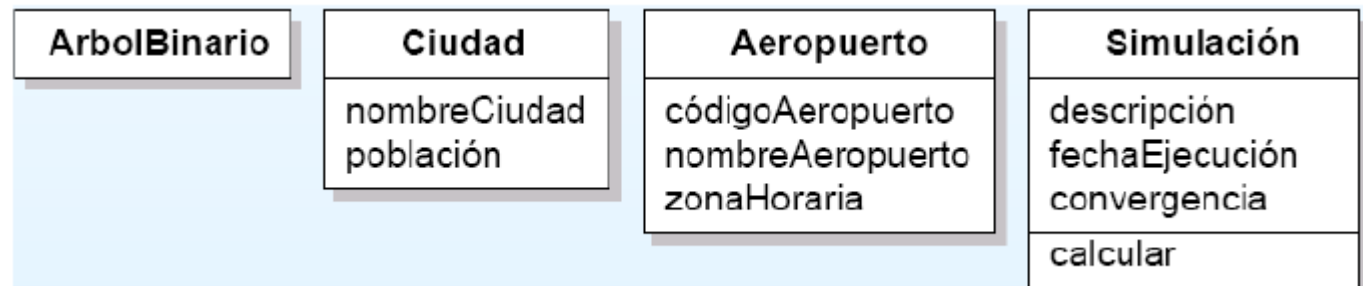 ArbolBinario
Ciudad
nombreCiudad
población
Aeropuerto
códigoAeropuerto
nombreAeropuerto
zonaHoraria
Simulación
descripción
fechaEjecución
convergencia
calcular